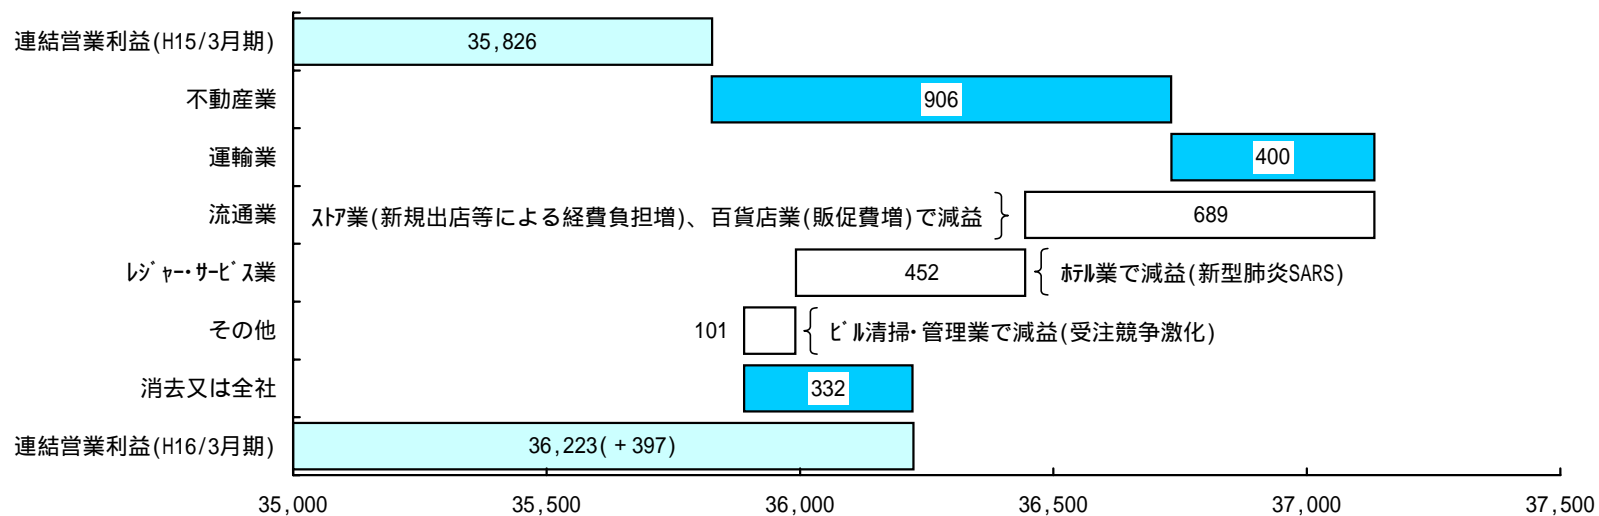 連結営業利益(H15/3月期) 35,826
不動産業 906
運輸業 400
流通業 ｽﾄｱ業(新規出店等による経費負担増)、百貨店業(販促費増)で減益 689
ﾚｼﾞｬｰ･ｻｰﾋﾞｽ業 452 ﾎﾃﾙ業で減益(新型肺炎SARS)
その他 101 ﾋﾞﾙ清掃･管理業で減益(受注競争激化)
消去又は全社 332
連結営業利益(H16/3月期) 36,223(+397)
35,000 35,500 36,000 36,500 37,000 37,500